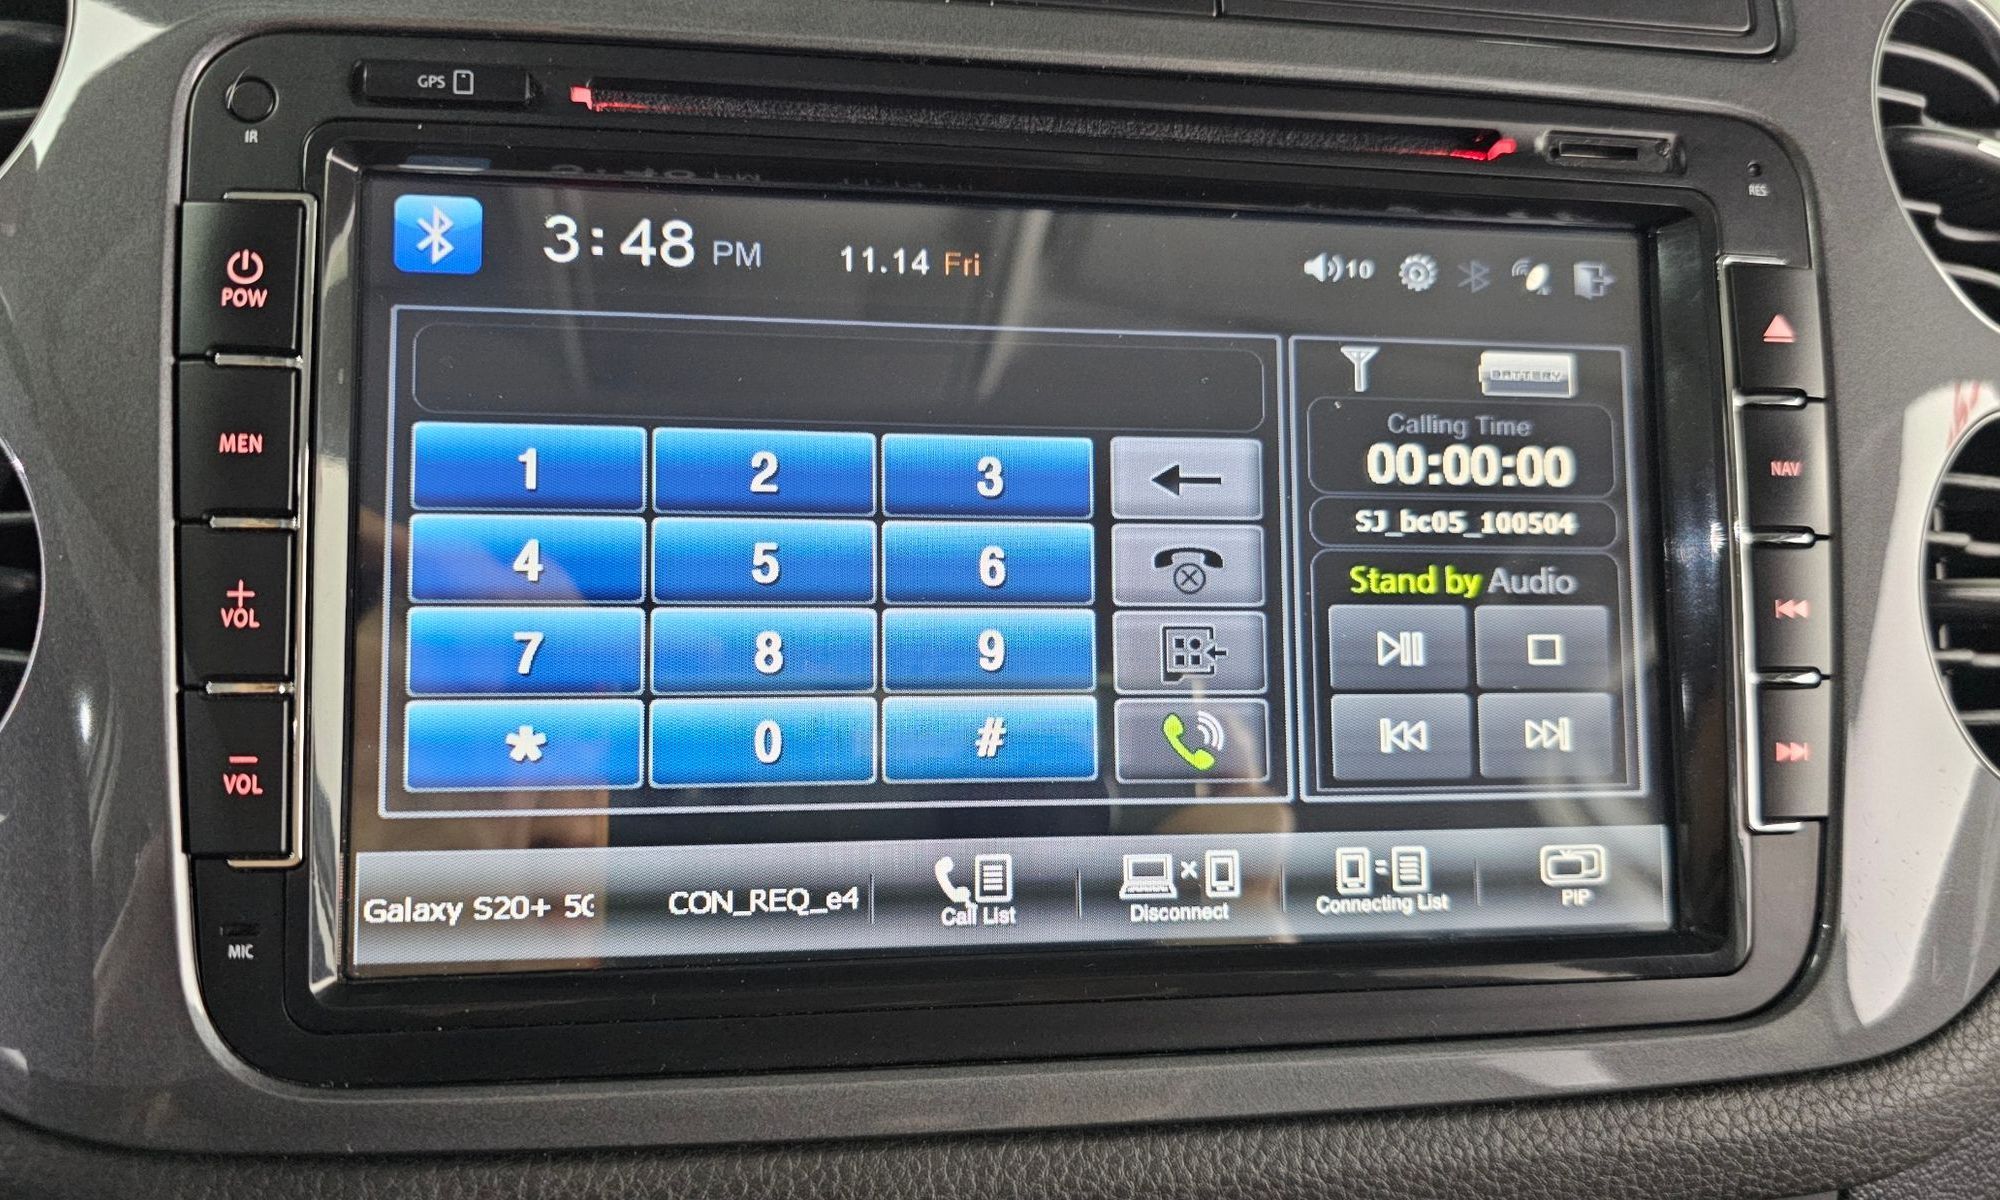 GPS
IR
RES
POW
MEN
+
VOL
−
VOL
MIC
NAV
3:48 PM 11.14 Fri
10
1 2 3
4 5 6
7 8 9
* 0 #
BATTERY
Calling Time
00:00:00
SJ_bc05_100504
Stand by Audio
Galaxy S20+ 5G CON_REQ_e4
Call List
Disconnect
Connecting List
PIP